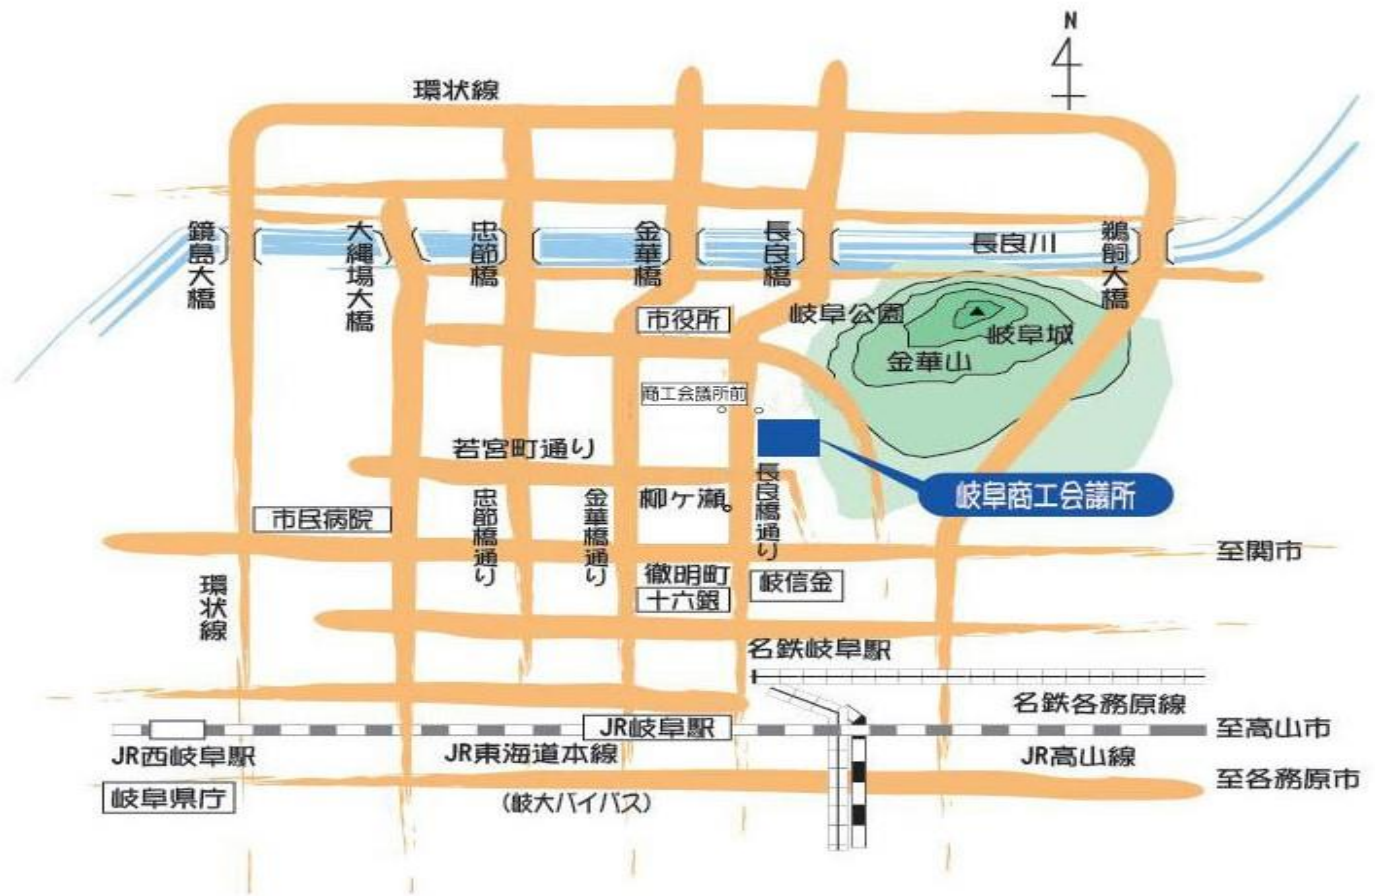 N
環状線
鏡島大橋
大縄場大橋
忠節橋
金華橋
長良橋
長良川
鵜飼大橋
市役所
岐阜公園
岐阜城
金華山
商工会議所前
若宮町通り
岐阜商工会議所
市民病院
忠節橋通り
金華橋通り
柳ヶ瀬
長良橋通り
至関市
環状線
徹明町
十六銀
岐信金
名鉄岐阜駅
名鉄各務原線
JR岐阜駅
至高山市
JR西岐阜駅
JR東海道本線
JR高山線
岐阜県庁
(岐大バイパス)
至各務原市